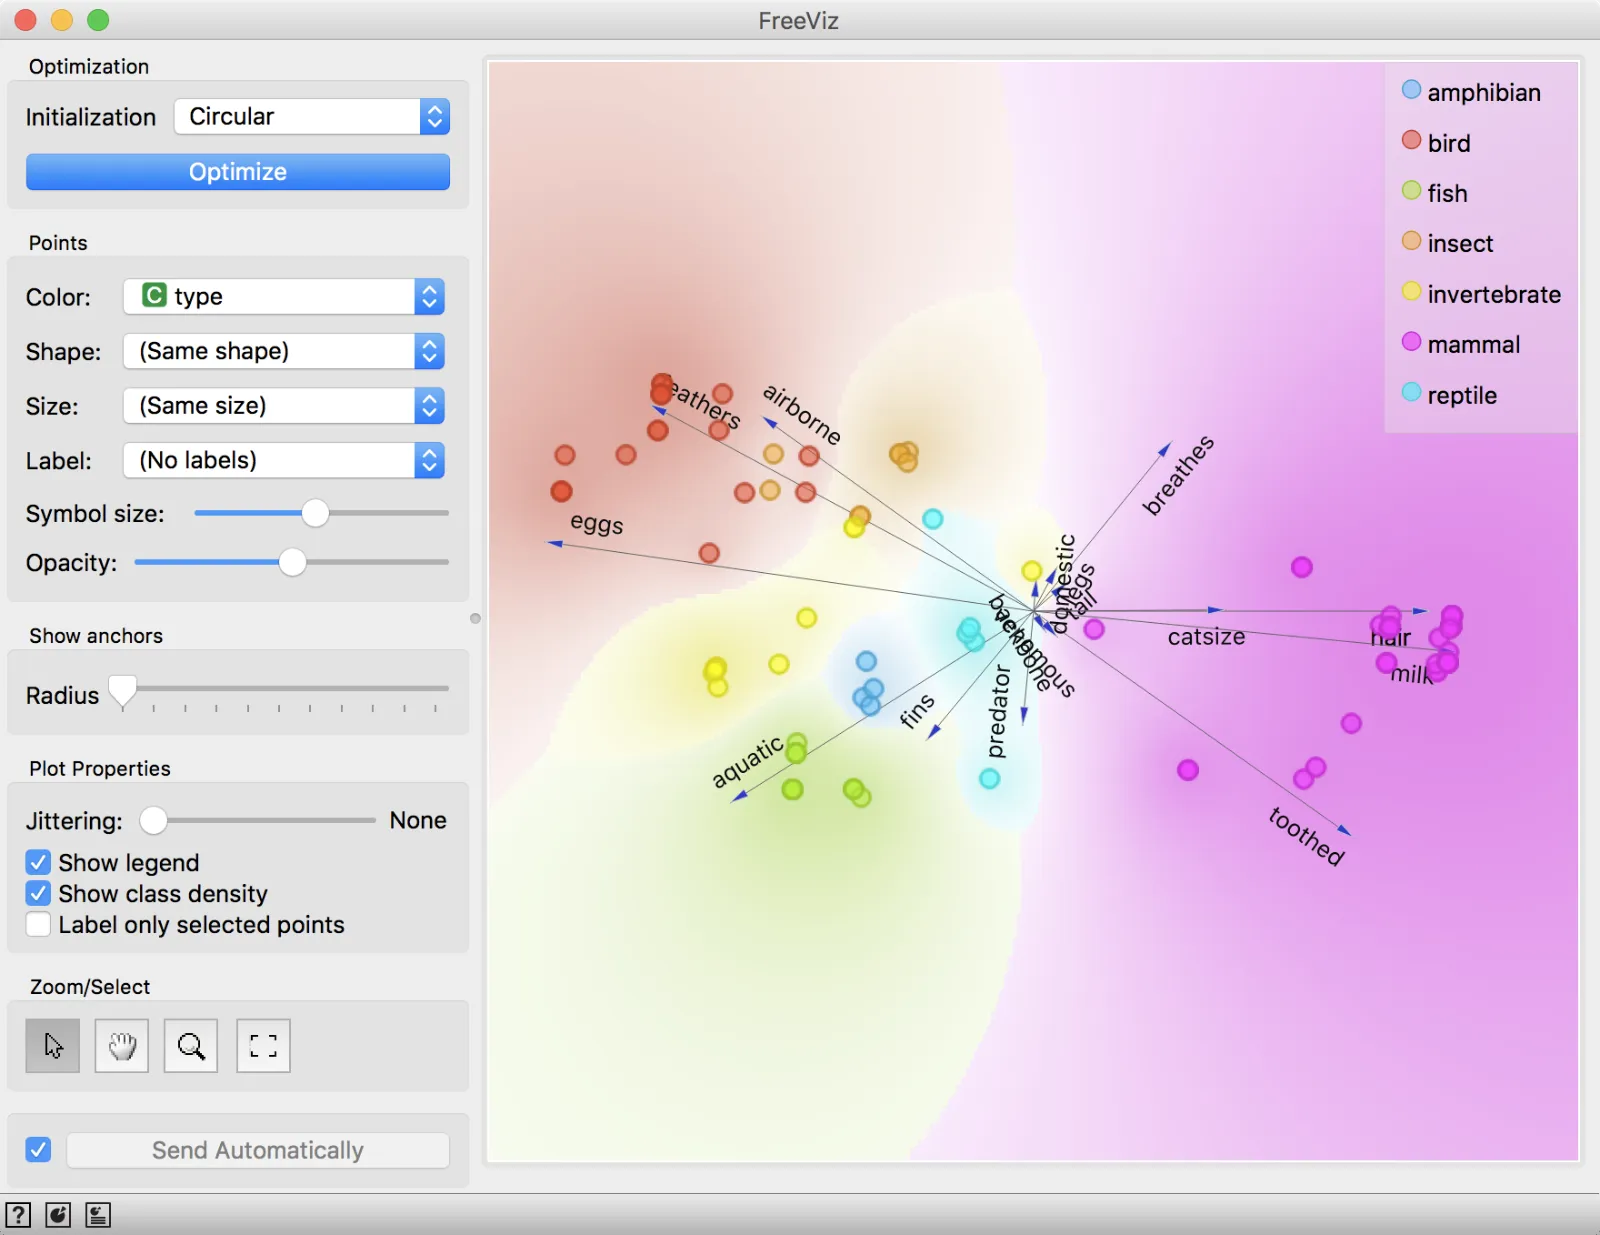 FreeViz
Optimization
Initialization
Circular
Optimize
Points
Color:
C type
Shape:
(Same shape)
Size:
(Same size)
Label:
(No labels)
Symbol size:
Opacity:
Show anchors
Radius
Plot Properties
Jittering:
None
Show legend
Show class density
Label only selected points
Zoom/Select
Send Automatically
?
amphibian
bird
fish
insect
invertebrate
mammal
reptile
eathers
airborne
eggs
breathes
domestic
legs
tail
backbone
venomous
catsize
hair
milk
predator
fins
aquatic
toothed